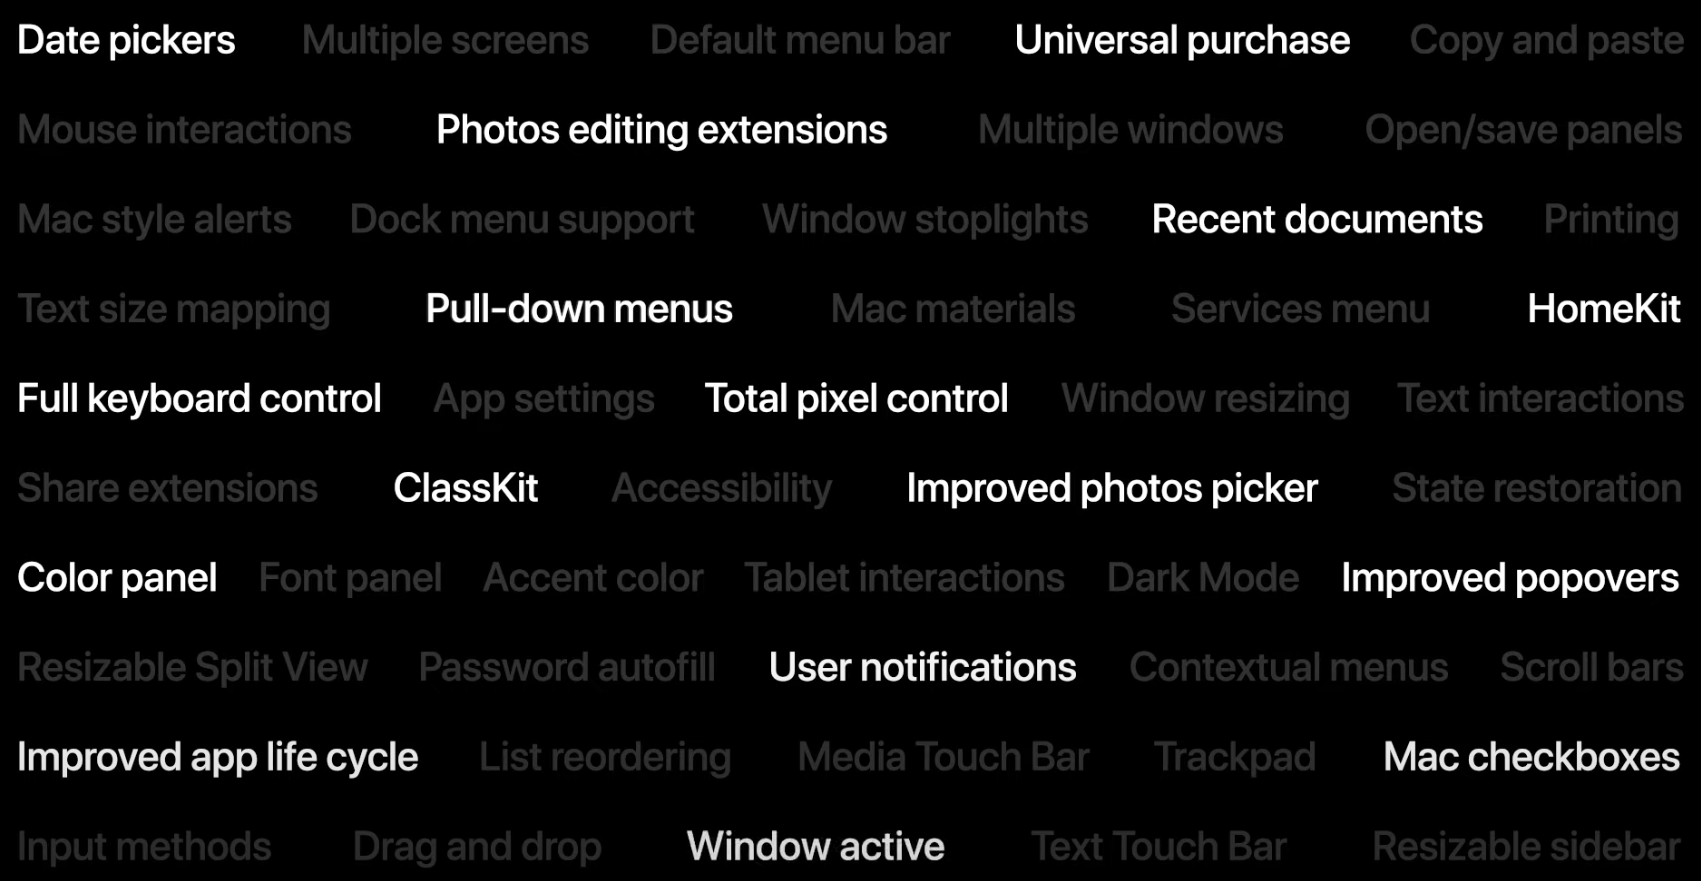 Date pickers Multiple screens Default menu bar Universal purchase Copy and paste
Mouse interactions Photos editing extensions Multiple windows Open/save panels
Mac style alerts Dock menu support Window stoplights Recent documents Printing
Text size mapping Pull-down menus Mac materials Services menu HomeKit
Full keyboard control App settings Total pixel control Window resizing Text interactions
Share extensions ClassKit Accessibility Improved photos picker State restoration
Color panel Font panel Accent color Tablet interactions Dark Mode Improved popovers
Resizable Split View Password autofill User notifications Contextual menus Scroll bars
Improved app life cycle List reordering Media Touch Bar Trackpad Mac checkboxes
Input methods Drag and drop Window active Text Touch Bar Resizable sidebar